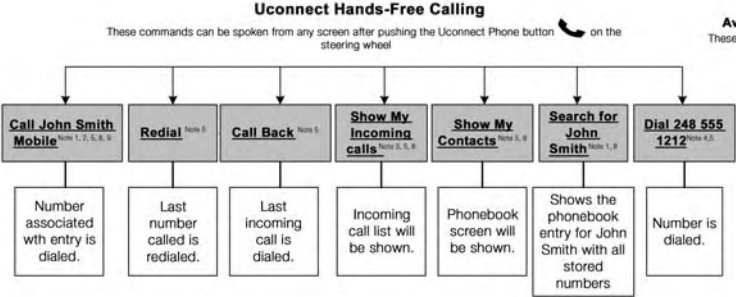 Uconnect Hands-Free Calling
These commands can be spoken from any screen after pushing the Uconnect Phone button on the
steering wheel
Av
These
Call John Smith
Mobile Note 1, 2, 5, 8, 9
Redial Note 5
Call Back Note 5
Show My
Incoming
calls Note 3, 5, 8
Show My
Contacts Note 5, 8
Search for
John
Smith Note 1, 8
Dial 248 555
1212 Note 4,5
Number
associated
wth entry is
dialed.
Last
number
called is
redialed.
Last
incoming
call is
dialed.
Incoming
call list will
be shown.
Phonebook
screen will
be shown.
Shows the
phonebook
entry for John
Smith with all
stored
numbers
Number is
dialed.